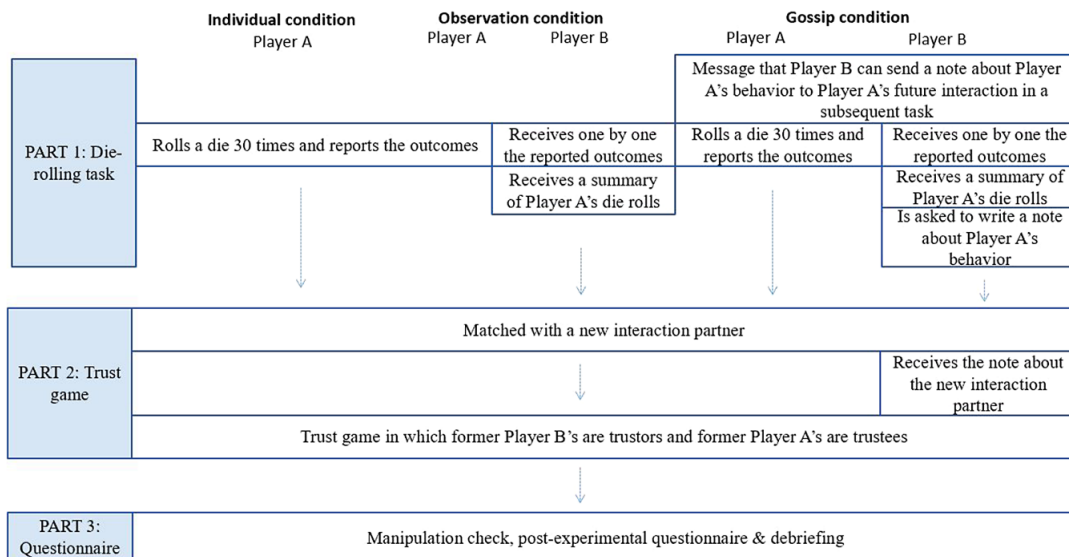 Individual condition
Observation condition
Gossip condition
Player A
Player A
Player B
Player A
Player B
PART 1: Die-
rolling task
Message that Player B can send a note about Player
A's behavior to Player A's future interaction in a
subsequent task
Rolls a die 30 times and reports the outcomes
Receives one by one
the reported outcomes
Rolls a die 30 times and
reports the outcomes
Receives one by one the
reported outcomes
Receives a summary
of Player A's die rolls
Receives a summary of
Player A's die rolls
Is asked to write a note
about Player A's
behavior
PART 2: Trust
game
Matched with a new interaction partner
Receives the note about
the new interaction
partner
Trust game in which former Player B's are trustors and former Player A's are trustees
PART 3:
Questionnaire
Manipulation check, post-experimental questionnaire & debriefing